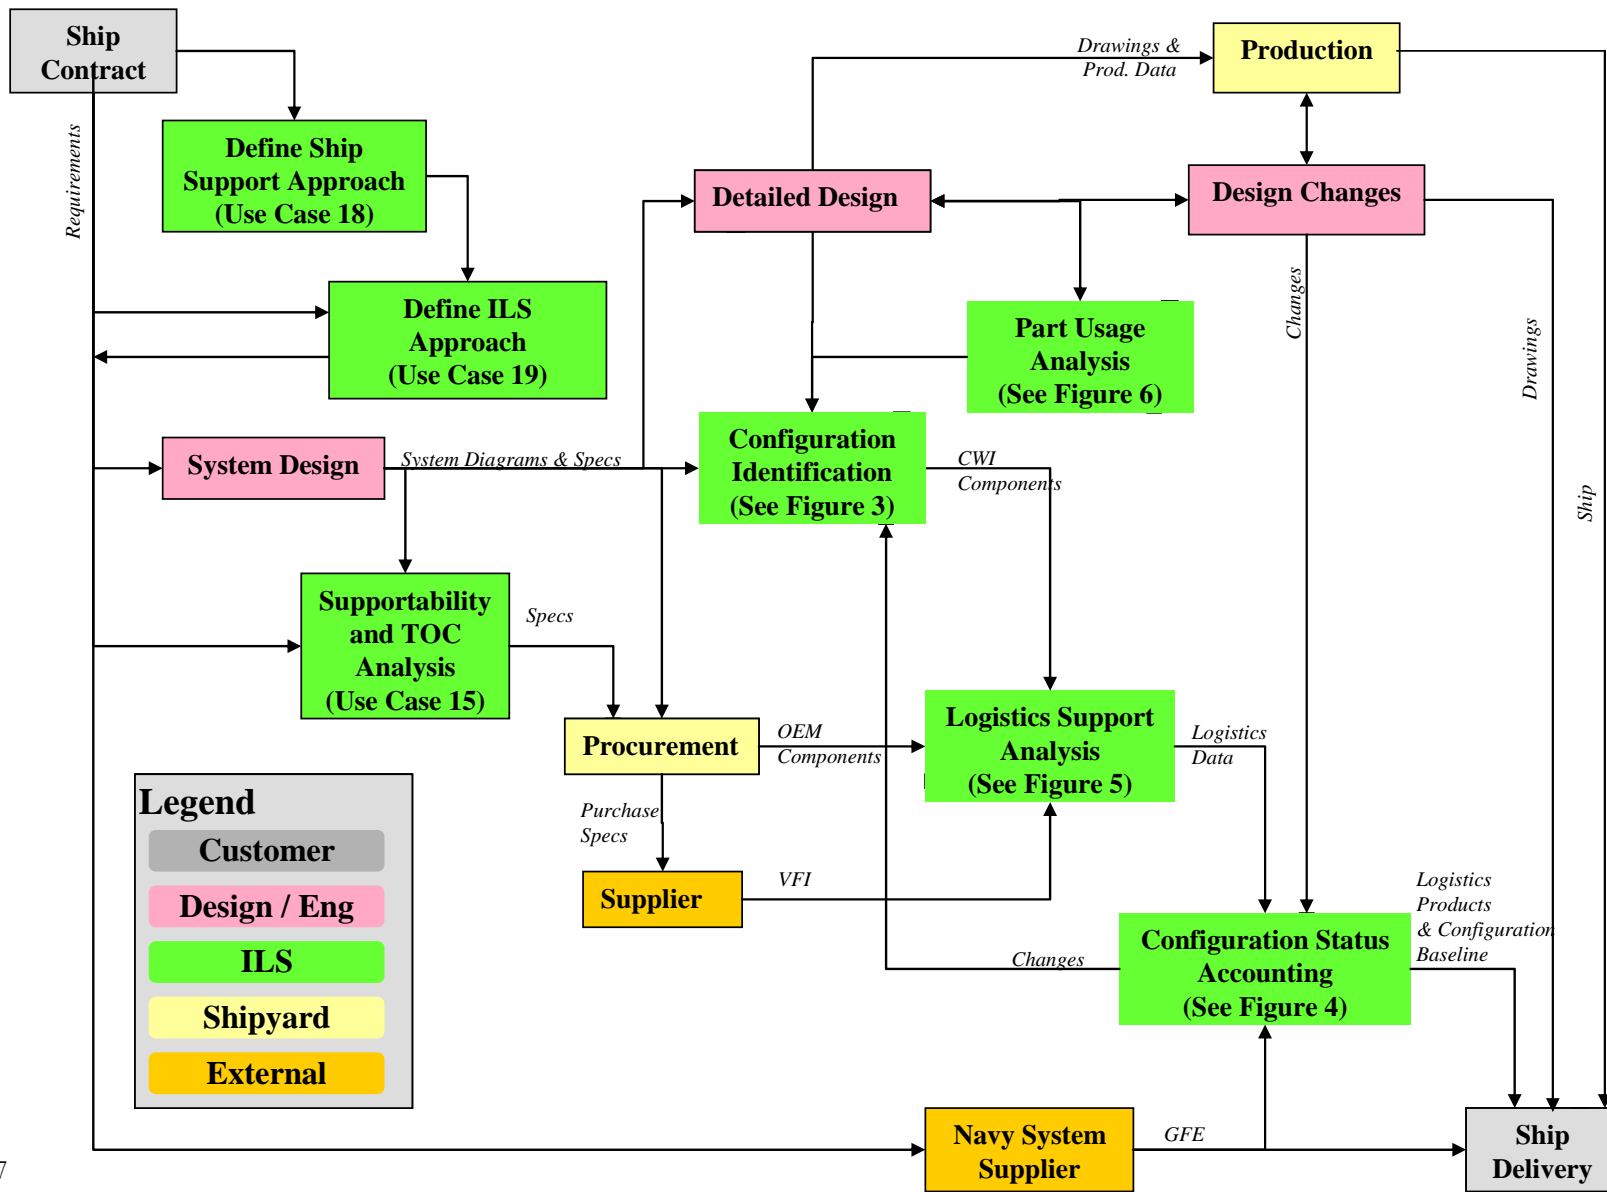 Ship
Contract
Requirements
Define Ship
Support Approach
(Use Case 18)
Define ILS
Approach
(Use Case 19)
System Design
System Diagrams & Specs
Supportability
and TOC
Analysis
(Use Case 15)
Specs
Drawings &
Prod. Data
Production
Detailed Design
Design Changes
Changes
Drawings
Ship
Part Usage
Analysis
(See Figure 6)
Configuration
Identification
(See Figure 3)
CWI
Components
Procurement
OEM
Components
Logistics Support
Analysis
(See Figure 5)
Logistics
Data
Purchase
Specs
Supplier
VFI
Changes
Configuration Status
Accounting
(See Figure 4)
Logistics
Products
& Configuration
Baseline
Legend
Customer
Design / Eng
ILS
Shipyard
External
Navy System
Supplier
GFE
Ship
Delivery
7